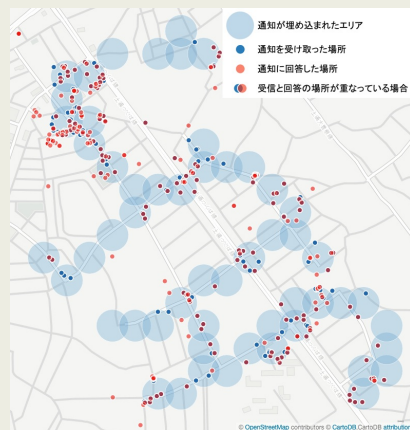 通知が埋め込まれたエリア
通知を受け取った場所
通知に回答した場所
受信と回答の場所が重なっている場合
© OpenStreetMap contributors © CartoDB,CartoDB attribution